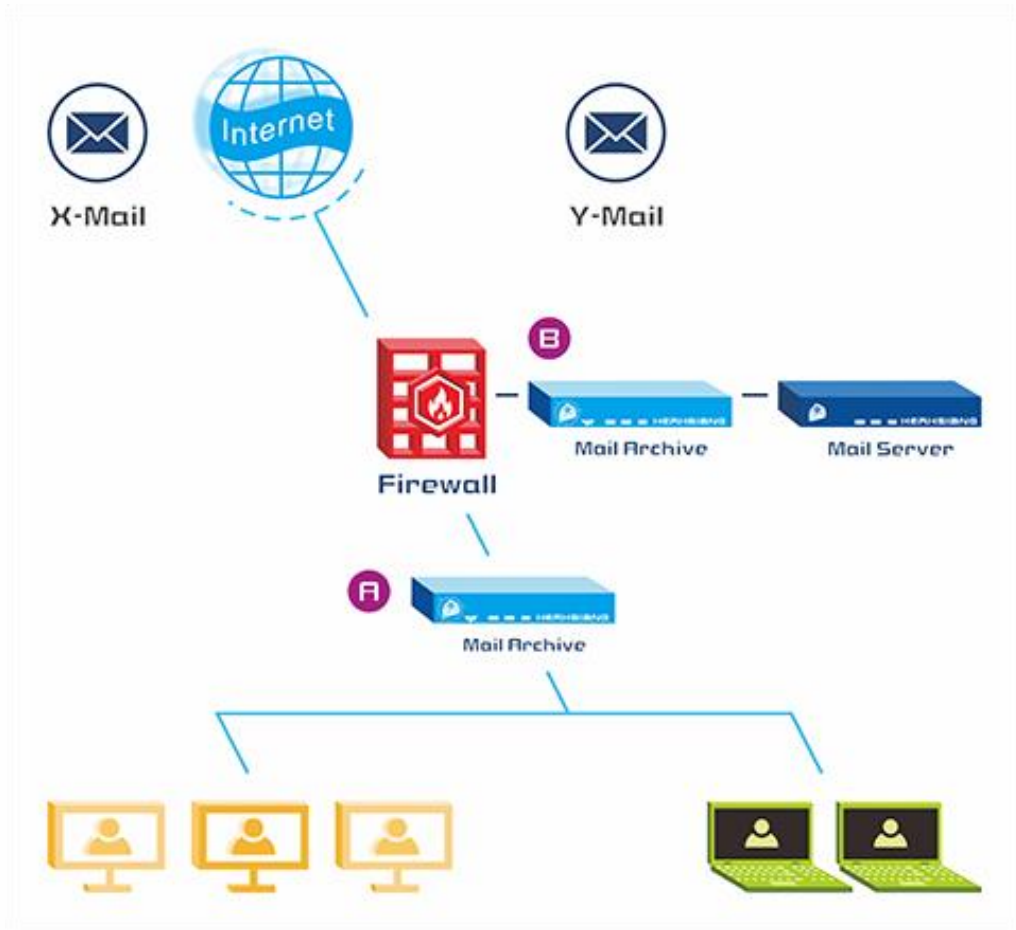 Internet
X-Mail
Y-Mail
B
Mail Archive
Mail Server
Firewall
A
Mail Archive